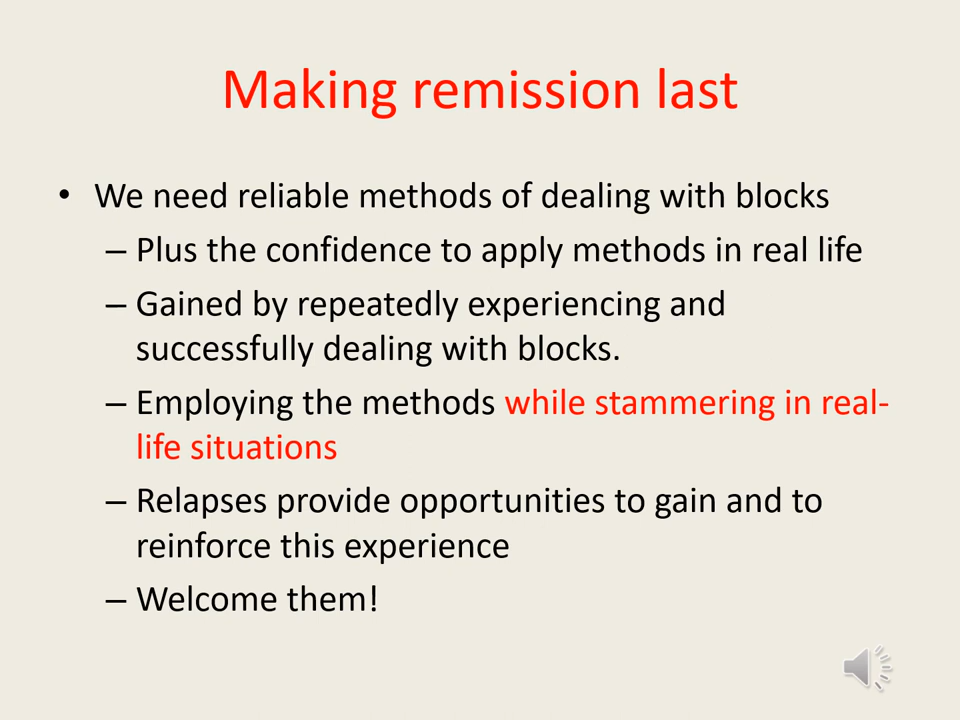 Making remission last
• We need reliable methods of dealing with blocks
– Plus the confidence to apply methods in real life
– Gained by repeatedly experiencing and
successfully dealing with blocks.
– Employing the methods while stammering in real-
life situations
– Relapses provide opportunities to gain and to
reinforce this experience
– Welcome them!